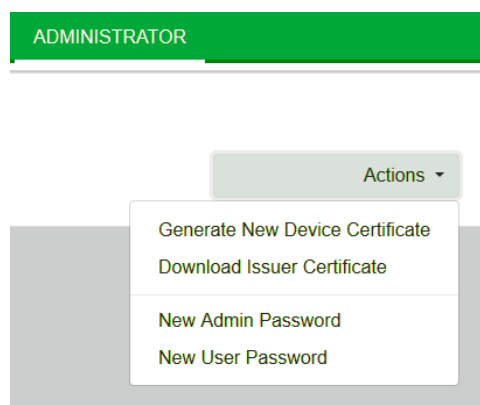 ADMINISTRATOR
Actions
Generate New Device Certificate
Download Issuer Certificate
New Admin Password
New User Password